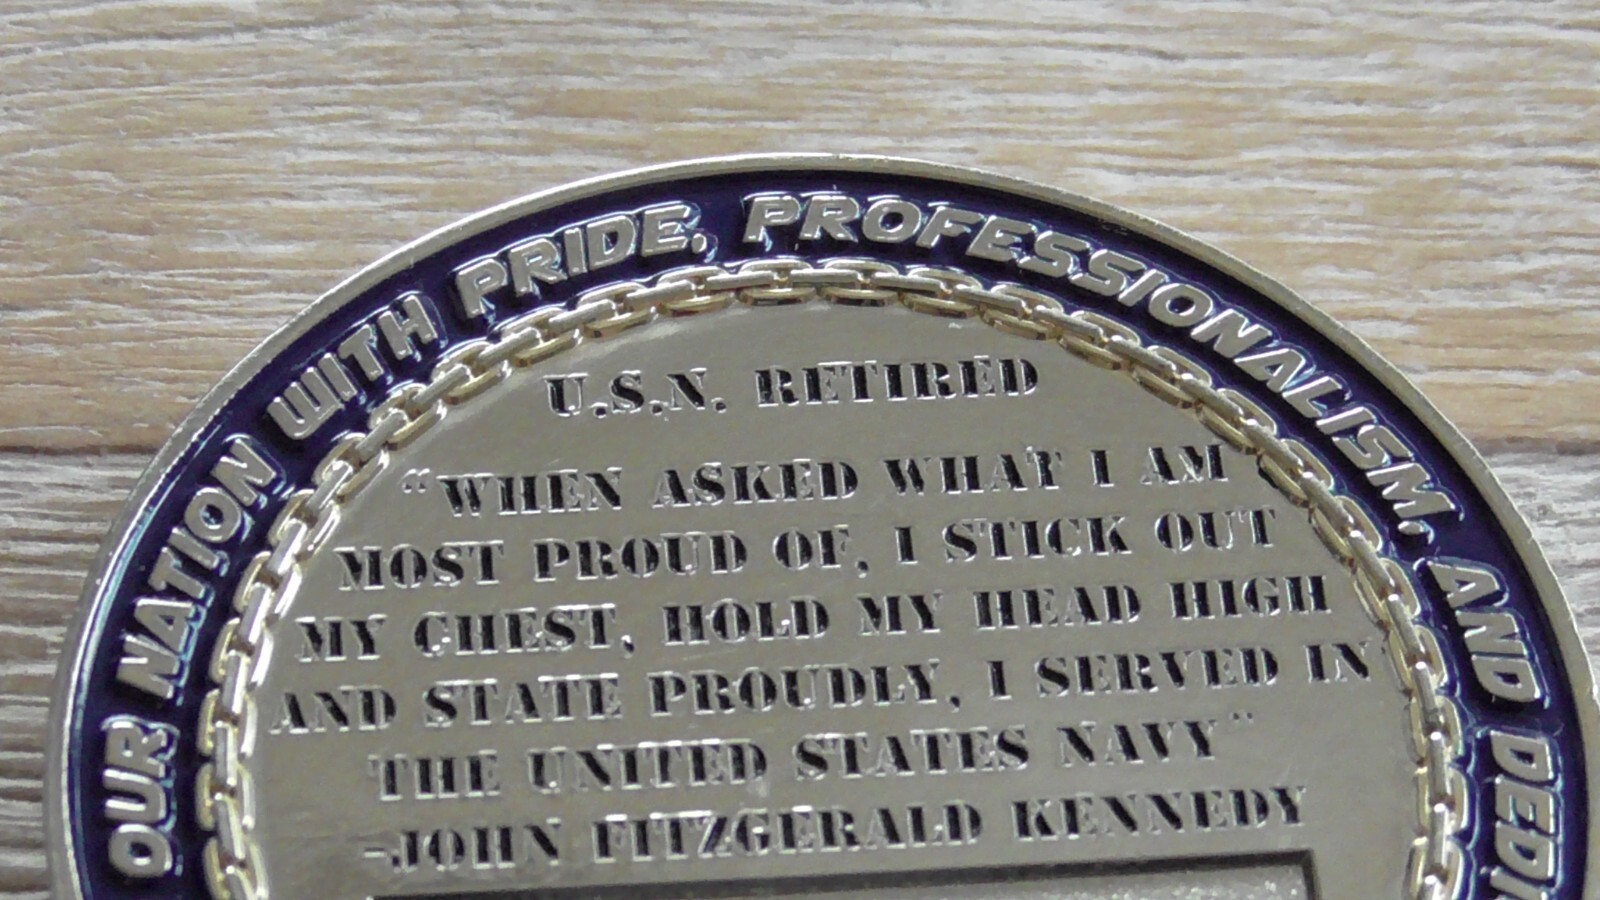 OUR NATION WITH PRIDE, PROFESSIONALISM, AND
U.S.N. RETIRED
“WHEN ASKED WHAT I AM
MOST PROUD OF, I STICK OUT
MY CHEST, HOLD MY HEAD HIGH
AND STATE PROUDLY, I SERVED IN
THE UNITED STATES NAVY”
-JOHN FITZGERALD KENNEDY